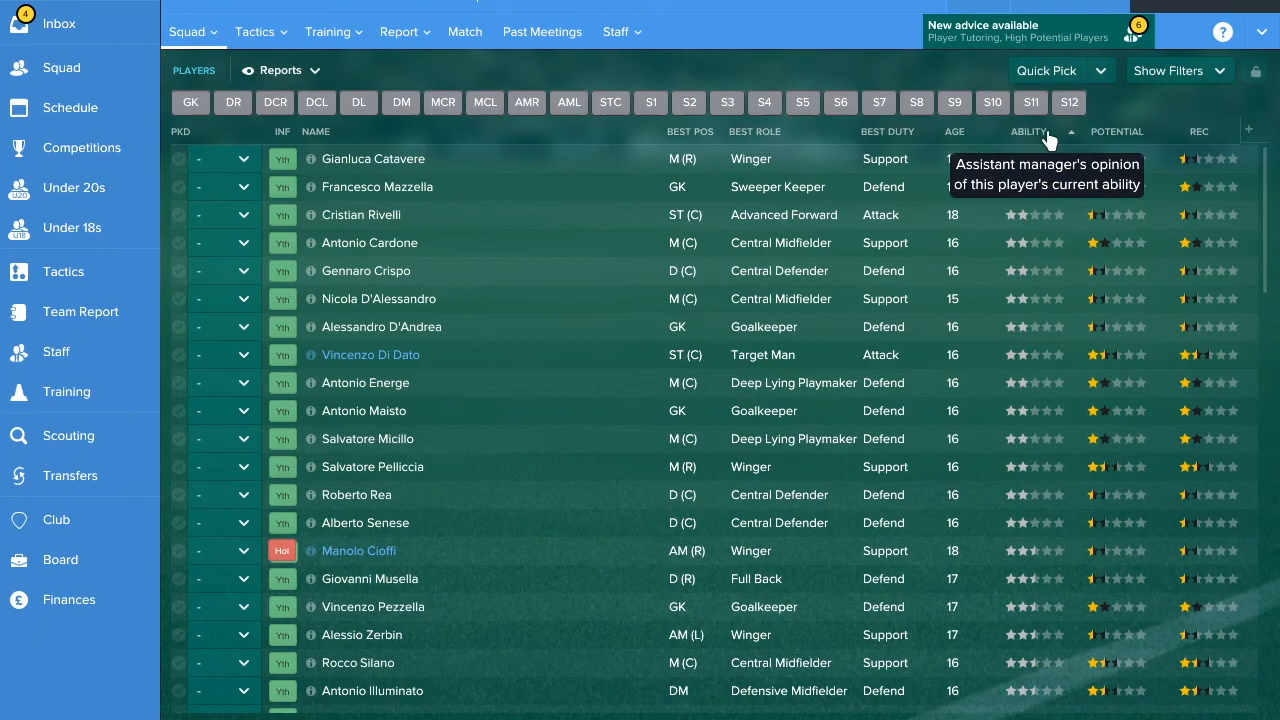 4
Inbox
Squad
Schedule
Competitions
U20
Under 20s
U18
Under 18s
Tactics
Team Report
Staff
Training
Scouting
Transfers
Club
Board
Finances
Squad Tactics Training Report Match Past Meetings Staff
New advice available
Player Tutoring, High Potential Players
6
?
PLAYERS Reports Quick Pick Show Filters
GK DR DCR DCL DL DM MCR MCL AMR AML STC S1 S2 S3 S4 S5 S6 S7 S8 S9 S10 S11 S12
PKD INF NAME BEST POS BEST ROLE BEST DUTY AGE ABILITY POTENTIAL REC +
Assistant manager's opinion
of this player's current ability
- Yth Gianluca Catavere M (R) Winger Support
- Yth Francesco Mazzella GK Sweeper Keeper Defend
- Yth Cristian Rivelli ST (C) Advanced Forward Attack 18
- Yth Antonio Cardone M (C) Central Midfielder Support 16
- Yth Gennaro Crispo D (C) Central Defender Defend 16
- Yth Nicola D'Alessandro M (C) Central Midfielder Support 15
- Yth Alessandro D'Andrea GK Goalkeeper Defend 16
- Yth Vincenzo Di Dato ST (C) Target Man Attack 16
- Yth Antonio Energe M (C) Deep Lying Playmaker Defend 16
- Yth Antonio Maisto GK Goalkeeper Defend 16
- Yth Salvatore Micillo M (C) Deep Lying Playmaker Defend 16
- Yth Salvatore Pelliccia M (R) Winger Support 16
- Yth Roberto Rea D (C) Central Defender Defend 16
- Yth Alberto Senese D (C) Central Defender Defend 16
- Hol Manolo Cioffi AM (R) Winger Support 18
- Yth Giovanni Musella D (R) Full Back Defend 17
- Yth Vincenzo Pezzella GK Goalkeeper Defend 17
- Yth Alessio Zerbin AM (L) Winger Support 17
- Yth Rocco Silano M (C) Central Midfielder Support 16
- Yth Antonio Illuminato DM Defensive Midfielder Defend 16